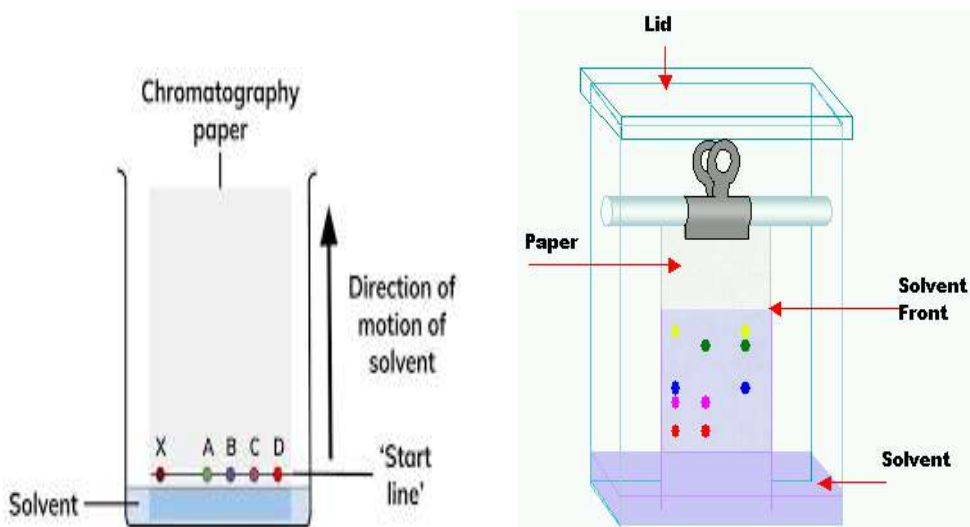 Chromatography
paper
Direction of
motion of
solvent
X A B C D
'Start
line'
Solvent
Lid
Paper
Solvent
Front
Solvent